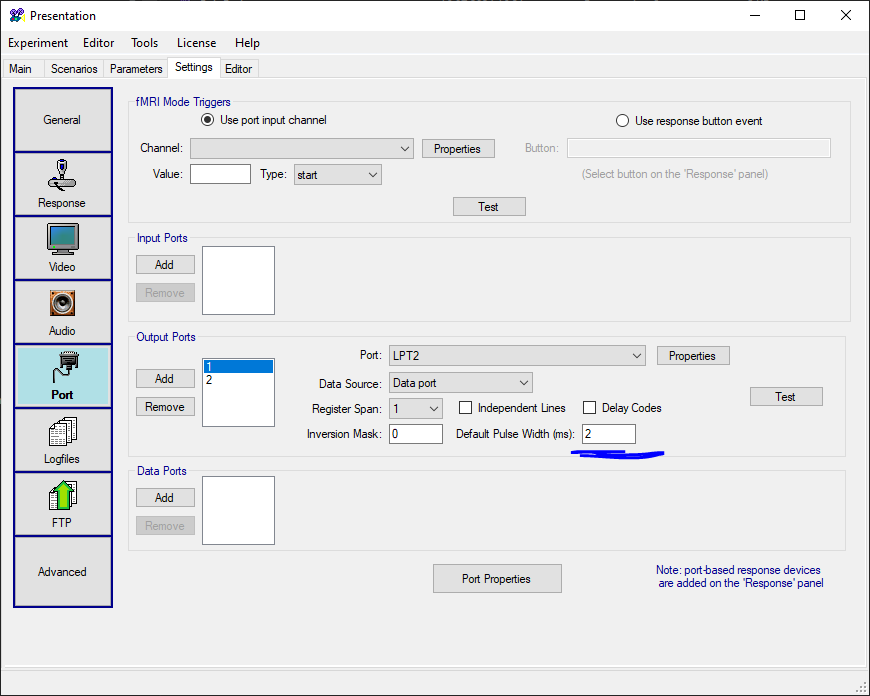 Presentation
Experiment Editor Tools License Help
Main Scenarios Parameters Settings Editor
General
Response
Video
Audio
Port
Logfiles
FTP
Advanced
fMRI Mode Triggers
Use port input channel Use response button event
Channel: Properties Button:
Value: Type: start (Select button on the 'Response' panel)
Test
Input Ports
Add
Remove
Output Ports
Add
Remove
1
2
Port: LPT2 Properties
Data Source: Data port
Register Span: 1 Independent Lines Delay Codes
Inversion Mask: 0 Default Pulse Width (ms): 2
Test
Data Ports
Add
Remove
Port Properties
Note: port-based response devices
are added on the 'Response' panel